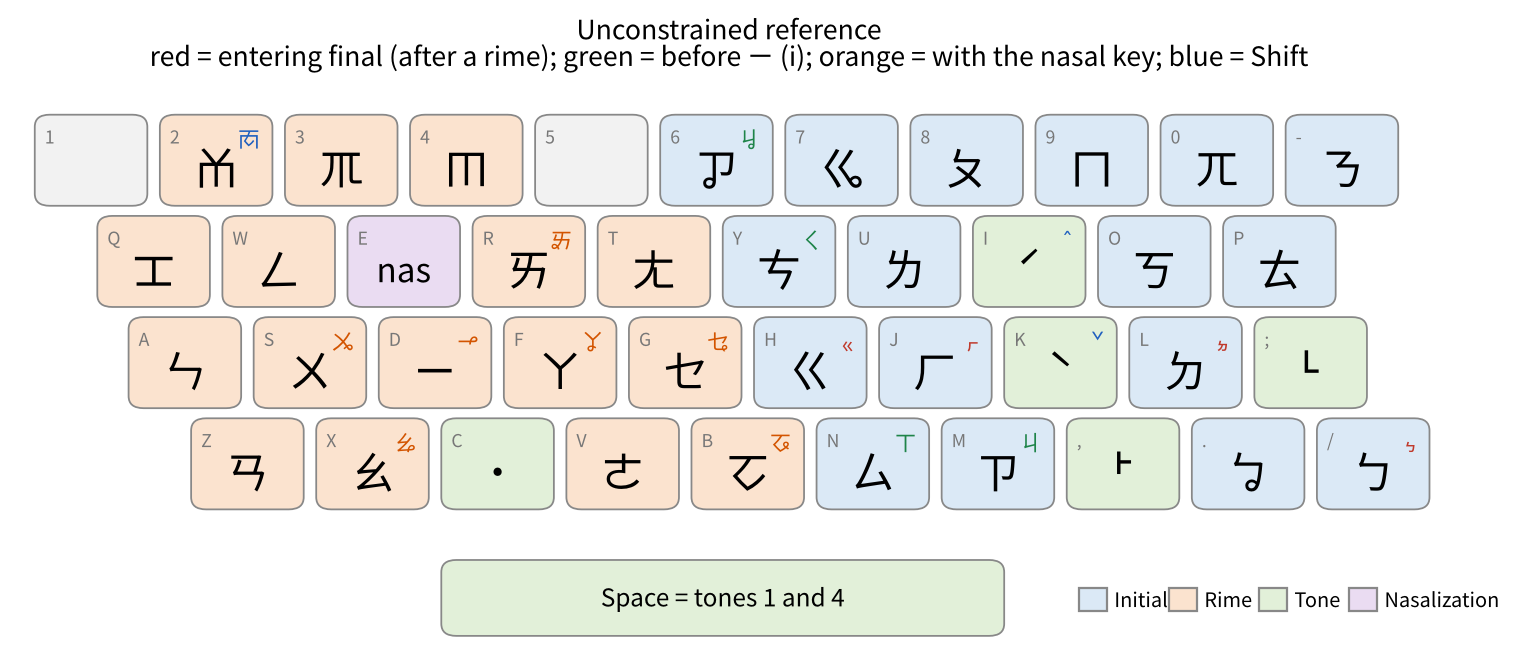 Unconstrained reference
red = entering final (after a rime); green = before ㄧ (i); orange = with the nasal key; blue = Shift
1 2 ㆱ ㆲ 3 ㄫ 4 ㆬ 5 6 ㆡ ㆢ 7 ㆣ 8 ㄆ 9 ㄇ 0 ㄫ - ㄋ
Q ㆤ W ㄥ E nas R ㄞ ㆮ T ㄤ Y ㄘ ㄑ U ㄌ I ˊ ˆ O ㄎ P ㄊ
A ㄣ S ㄨ ㆫ D ㄧ ㆪ F ㄚ ㆩ G ㆤ ㆥ H ㄍ ㆻ J ㄏ ㆷ K ˋ ˇ L ㄉ ㆵ ; ˪
Z ㄢ X ㄠ ㆯ C ˙ V ㄜ B ㆦ ㆧ N ㄙ ㄒ M ㄗ ㄐ , ˫ . ㆠ / ㄅ ㆴ
Space = tones 1 and 4
Initial Rime Tone Nasalization